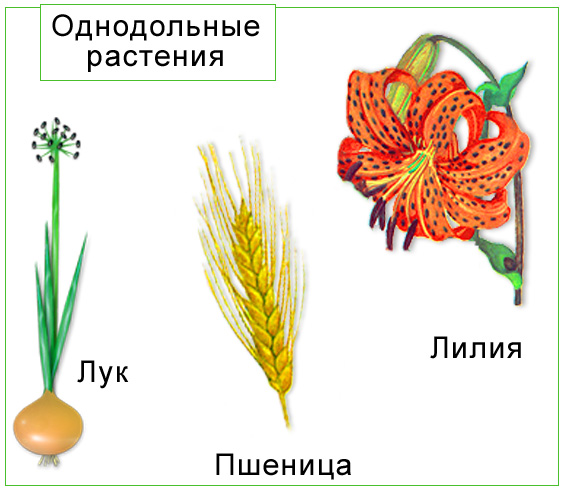 Однодольные
растения
Лилия
Лук
Пшеница